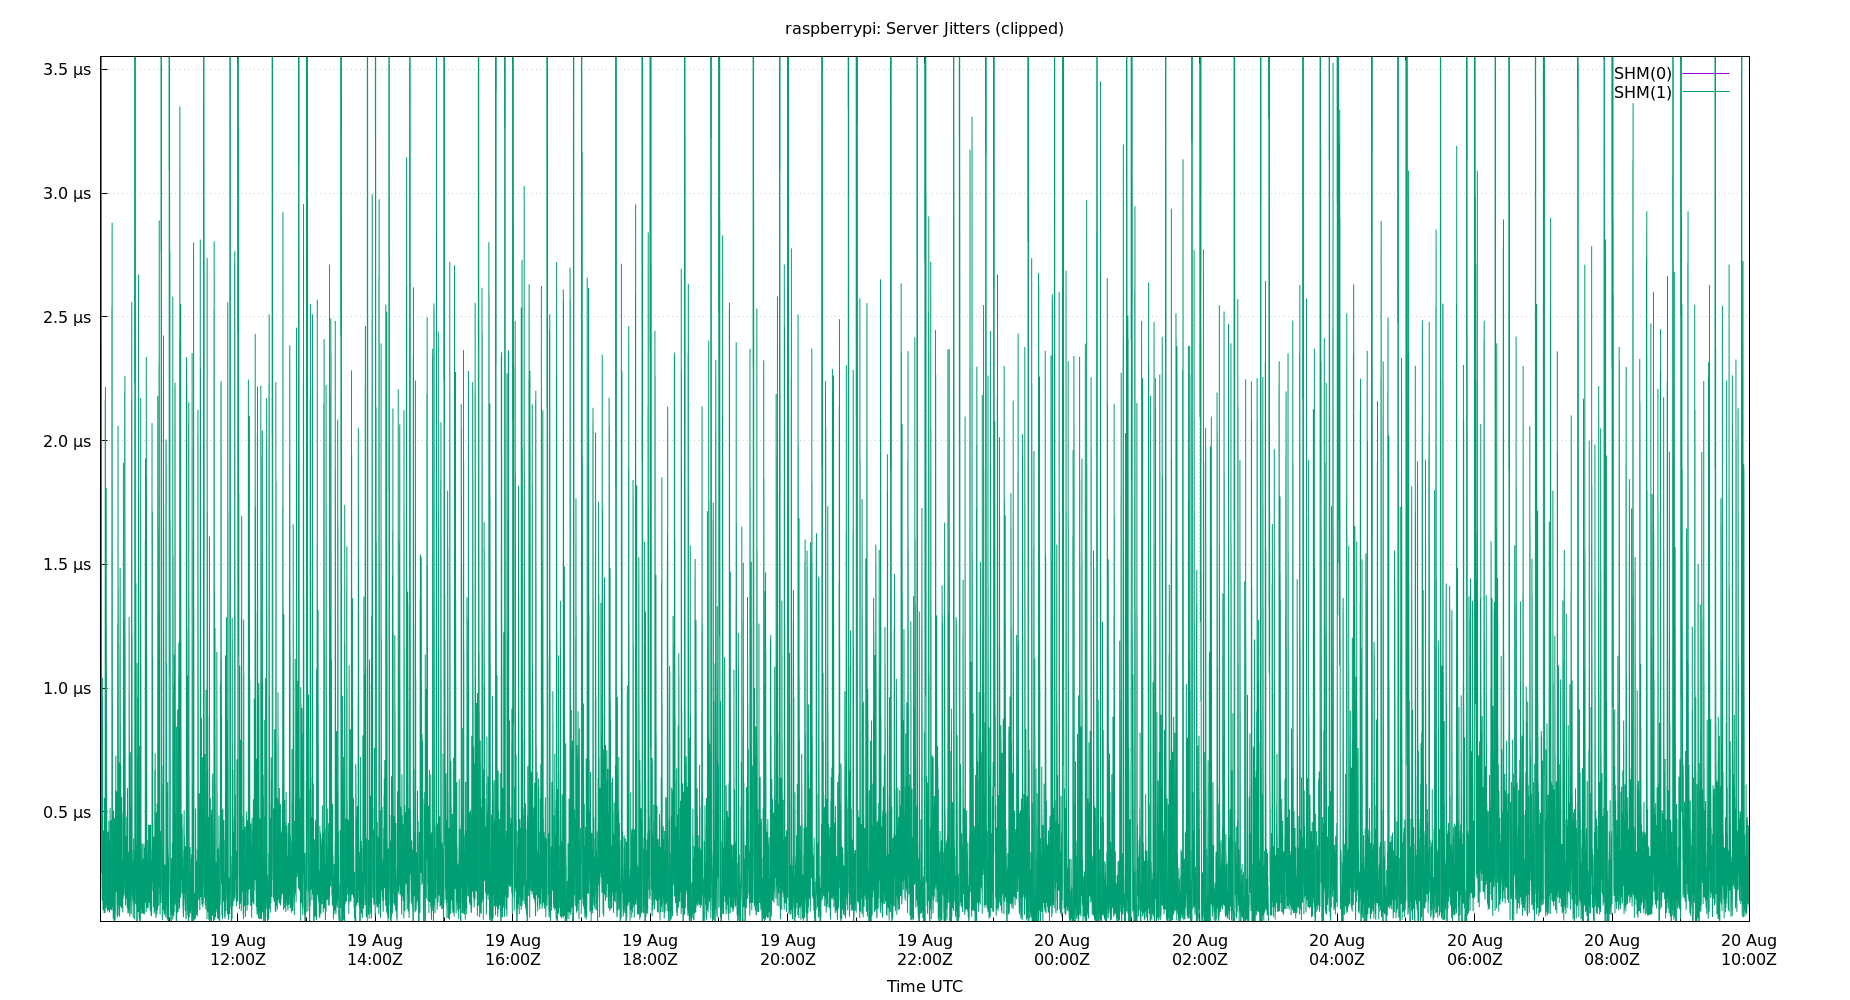 raspberrypi: Server Jitters (clipped)
3.5 µs
3.0 µs
2.5 µs
2.0 µs
1.5 µs
1.0 µs
0.5 µs
SHM(0)
SHM(1)
19 Aug 12:00Z
19 Aug 14:00Z
19 Aug 16:00Z
19 Aug 18:00Z
19 Aug 20:00Z
19 Aug 22:00Z
20 Aug 00:00Z
20 Aug 02:00Z
20 Aug 04:00Z
20 Aug 06:00Z
20 Aug 08:00Z
20 Aug 10:00Z
Time UTC